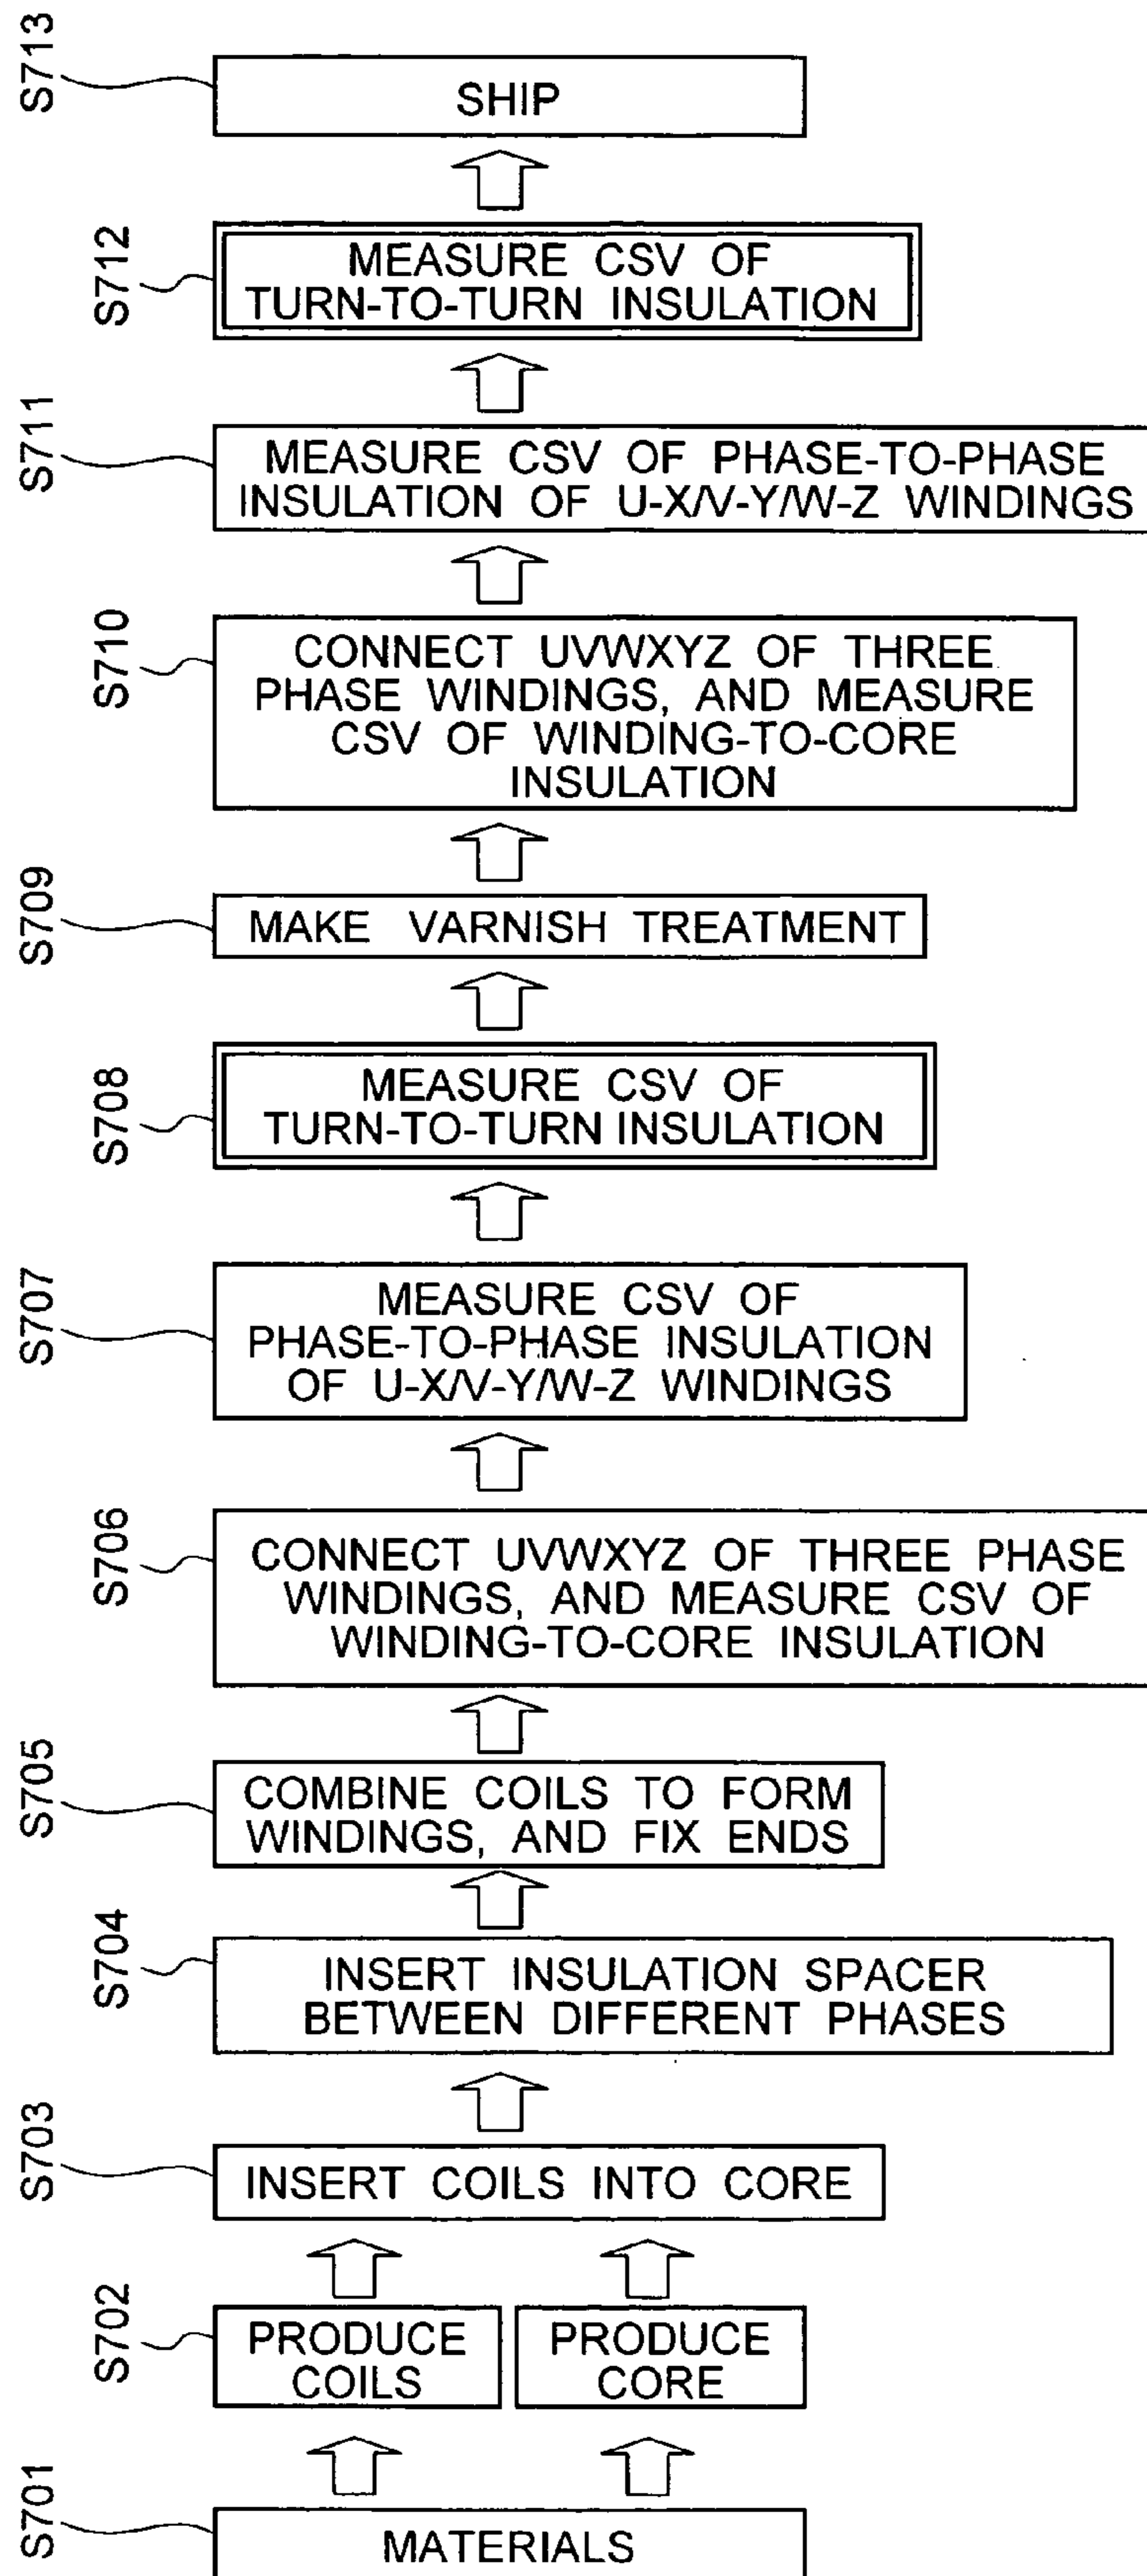 S713
SHIP
S712
MEASURE CSV OF
TURN-TO-TURN INSULATION
S711
MEASURE CSV OF PHASE-TO-PHASE
INSULATION OF U-X/V-Y/W-Z WINDINGS
S710
CONNECT UVWXYZ OF THREE
PHASE WINDINGS, AND MEASURE
CSV OF WINDING-TO-CORE
INSULATION
S709
MAKE VARNISH TREATMENT
S708
MEASURE CSV OF
TURN-TO-TURN INSULATION
S707
MEASURE CSV OF
PHASE-TO-PHASE INSULATION
OF U-X/V-Y/W-Z WINDINGS
S706
CONNECT UVWXYZ OF THREE PHASE
WINDINGS, AND MEASURE CSV OF
WINDING-TO-CORE INSULATION
S705
COMBINE COILS TO FORM
WINDINGS, AND FIX ENDS
S704
INSERT INSULATION SPACER
BETWEEN DIFFERENT PHASES
S703
INSERT COILS INTO CORE
S702
PRODUCE
COILS
PRODUCE
CORE
S701
MATERIALS